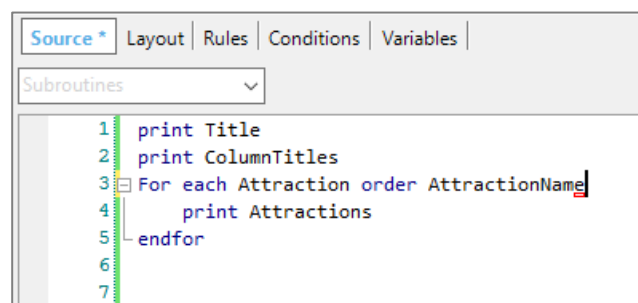 Source * Layout Rules Conditions Variables
Subroutines
1 print Title
2 print ColumnTitles
3 For each Attraction order AttractionName
4 print Attractions
5 endfor
6
7